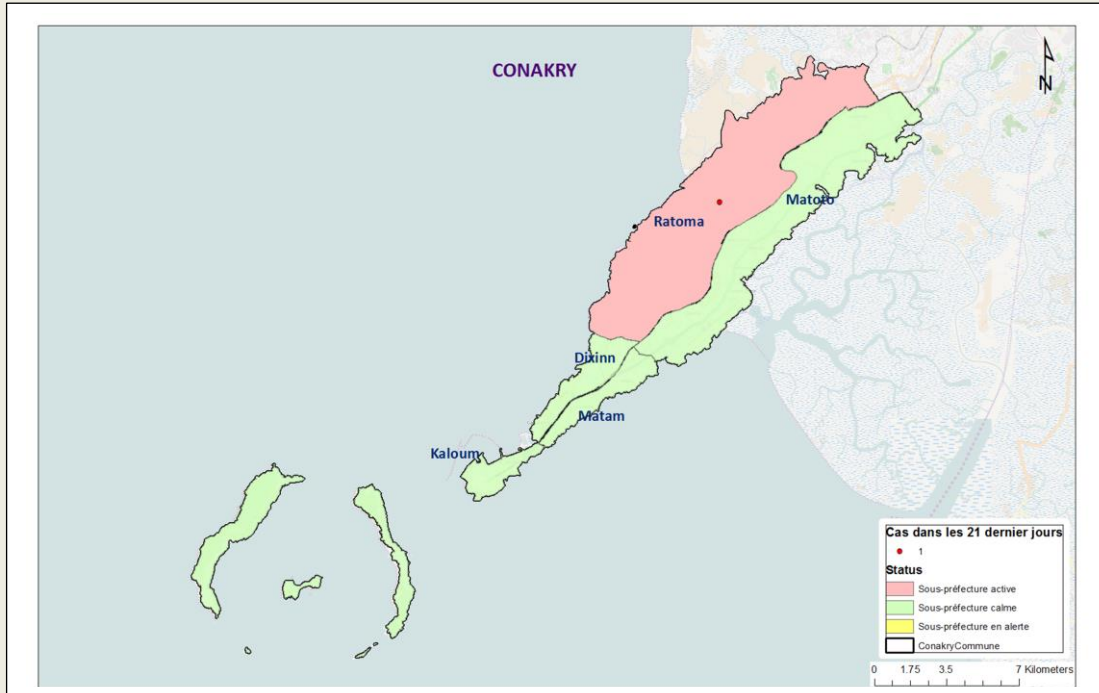 CONAKRY
N
Matoto
Ratoma
Dixinn
Matam
Kaloum
Cas dans les 21 dernier jours
1
Status
Sous-préfecture active
Sous-préfecture calme
Sous-préfecture en alerte
ConakryCommune
0 1.75 3.5 7 Kilometers